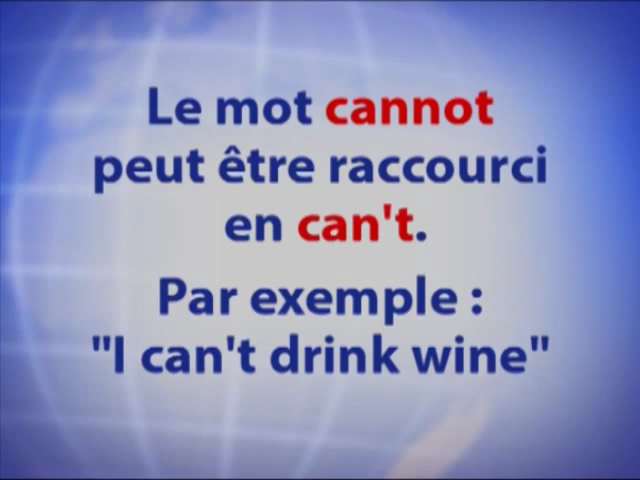 Le mot cannot
peut être raccourci
en can't.
Par exemple :
"I can't drink wine"